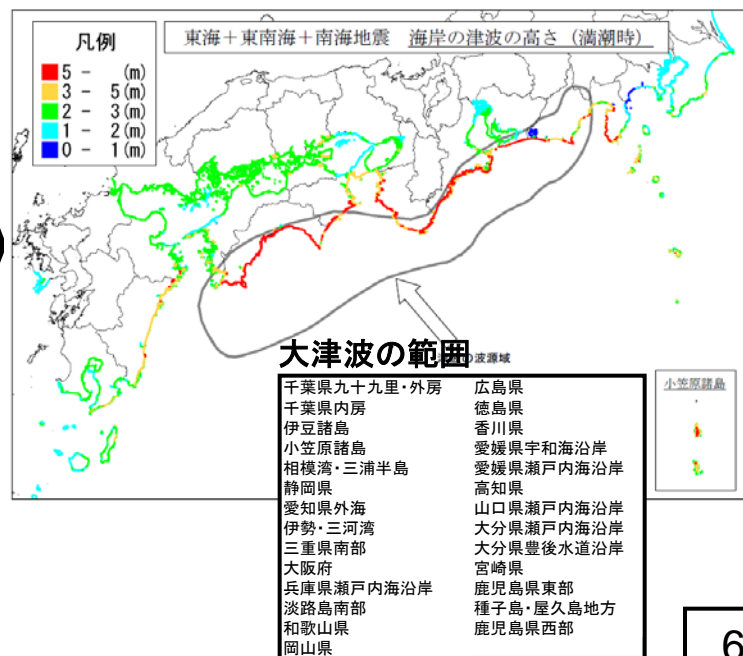 東海+東南海+南海地震 海岸の津波の高さ(満潮時)
凡例
5 - (m)
3 - 5(m)
2 - 3(m)
1 - 2(m)
0 - 1(m)
大津波の範囲
の波源域
小笠原諸島
千葉県九十九里・外房
千葉県内房
伊豆諸島
小笠原諸島
相模湾・三浦半島
静岡県
愛知県外海
伊勢・三河湾
三重県南部
大阪府
兵庫県瀬戸内海沿岸
淡路島南部
和歌山県
岡山県
広島県
徳島県
香川県
愛媛県宇和海沿岸
愛媛県瀬戸内海沿岸
高知県
山口県瀬戸内海沿岸
大分県瀬戸内海沿岸
大分県豊後水道沿岸
宮崎県
鹿児島県東部
種子島・屋久島地方
鹿児島県西部
6